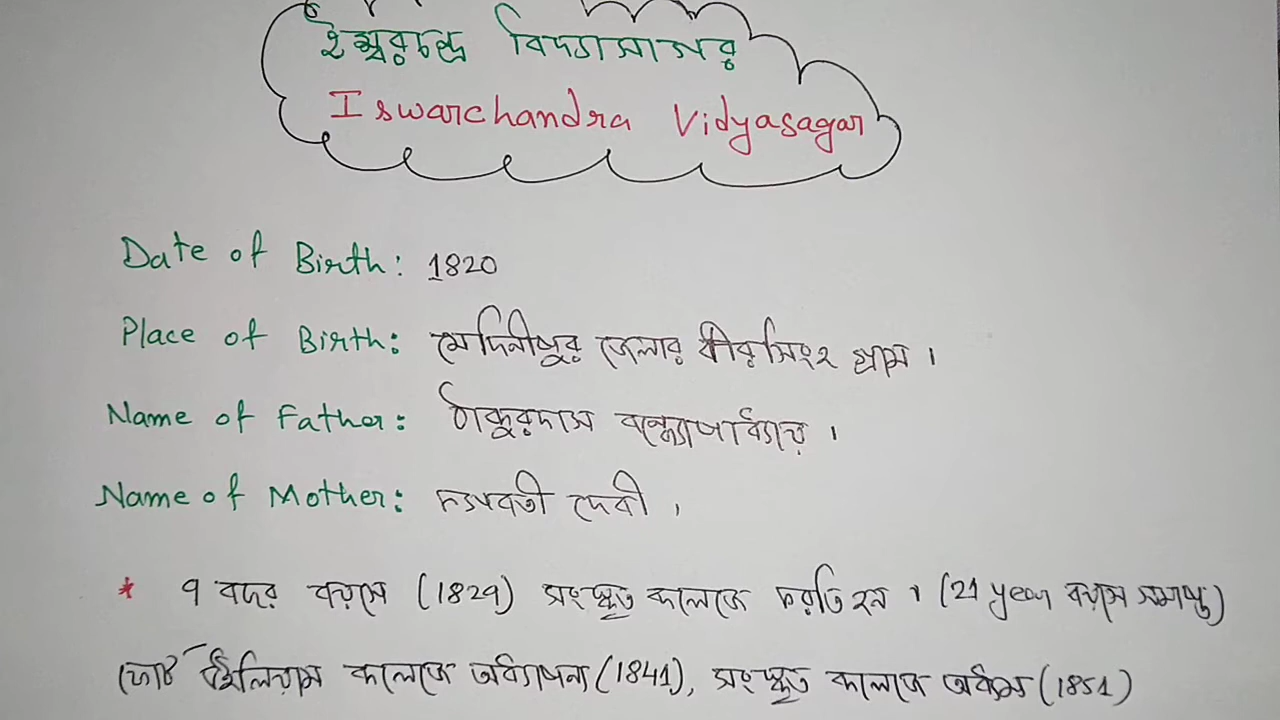 ঈশ্বরচন্দ্র বিদ্যাসাগর
Iswarchandra Vidyasagar
Date of Birth: 1820
Place of Birth: মেদিনীপুর জেলার বীরসিংহ গ্রাম।
Name of Father: ঠাকুরদাস বন্দ্যোপাধ্যায়।
Name of Mother: ভগবতী দেবী।
* ৭ বছর বয়সে (1829) সংস্কৃত কলেজে ভরতি হন। (21 year বয়সে সমাপ্ত)
ফোর্ট উইলিয়াম কলেজে অধ্যাপনা (1841), সংস্কৃত কলেজে অধ্যক্ষ (1851)